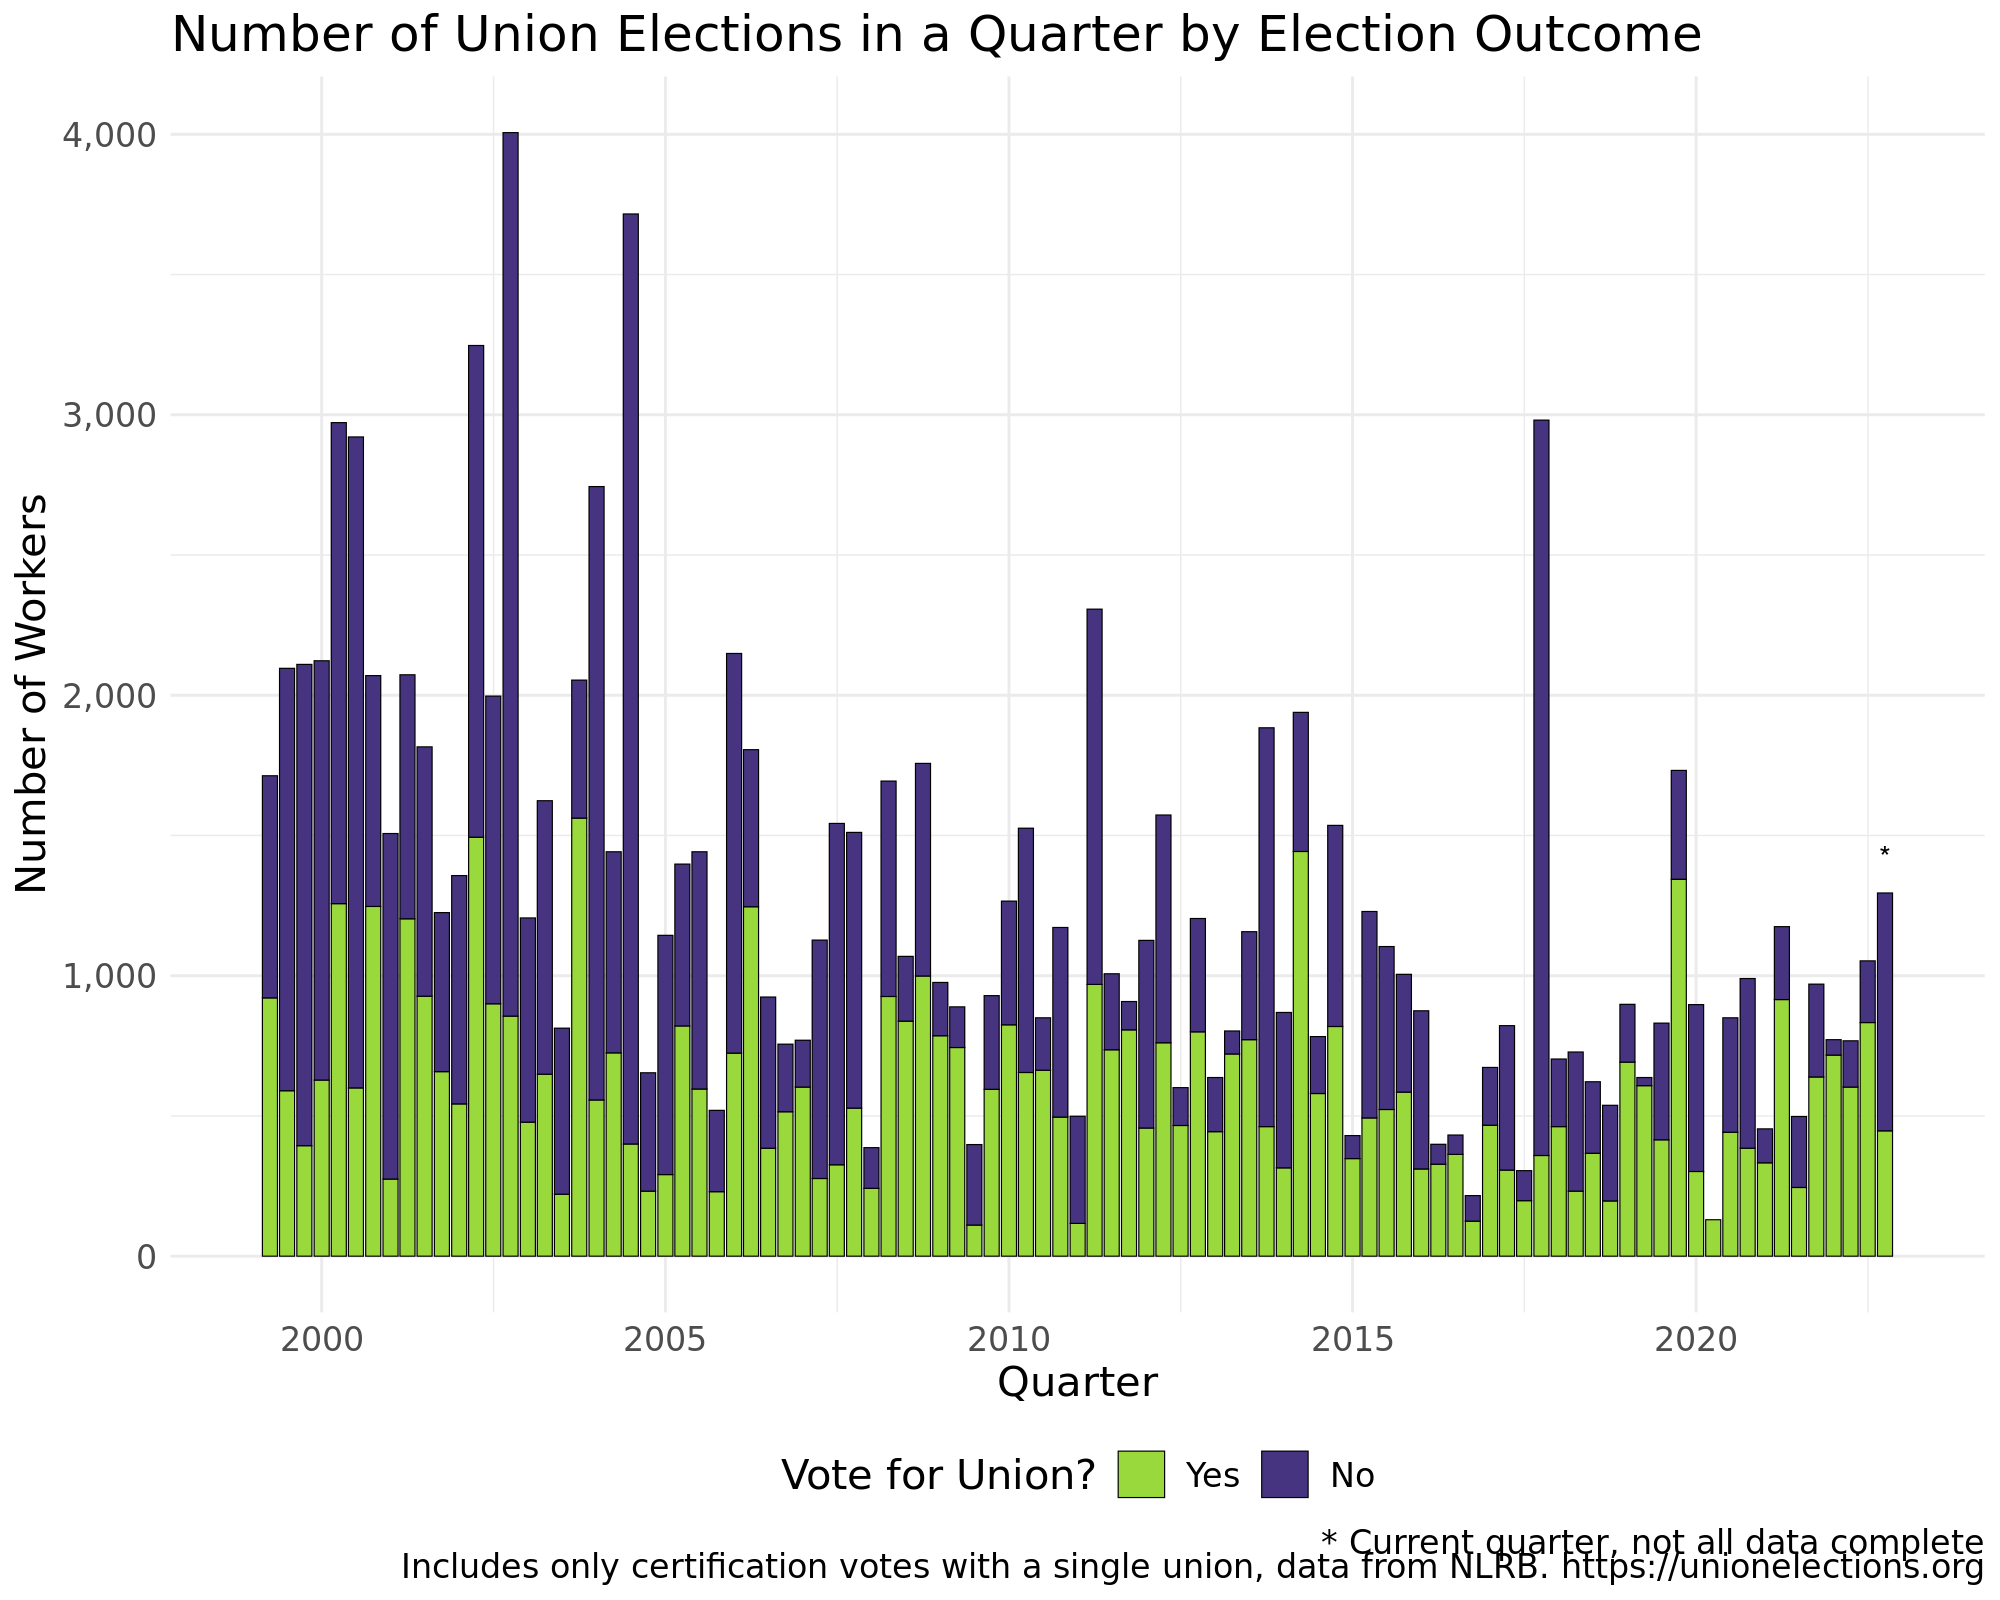 Number of Union Elections in a Quarter by Election Outcome
4,000
3,000
2,000
1,000
0
Number of Workers
*
2000
2005
2010
2015
2020
Quarter
Vote for Union?
Yes
No
* Current quarter, not all data complete
Includes only certification votes with a single union, data from NLRB. https://unionelections.org